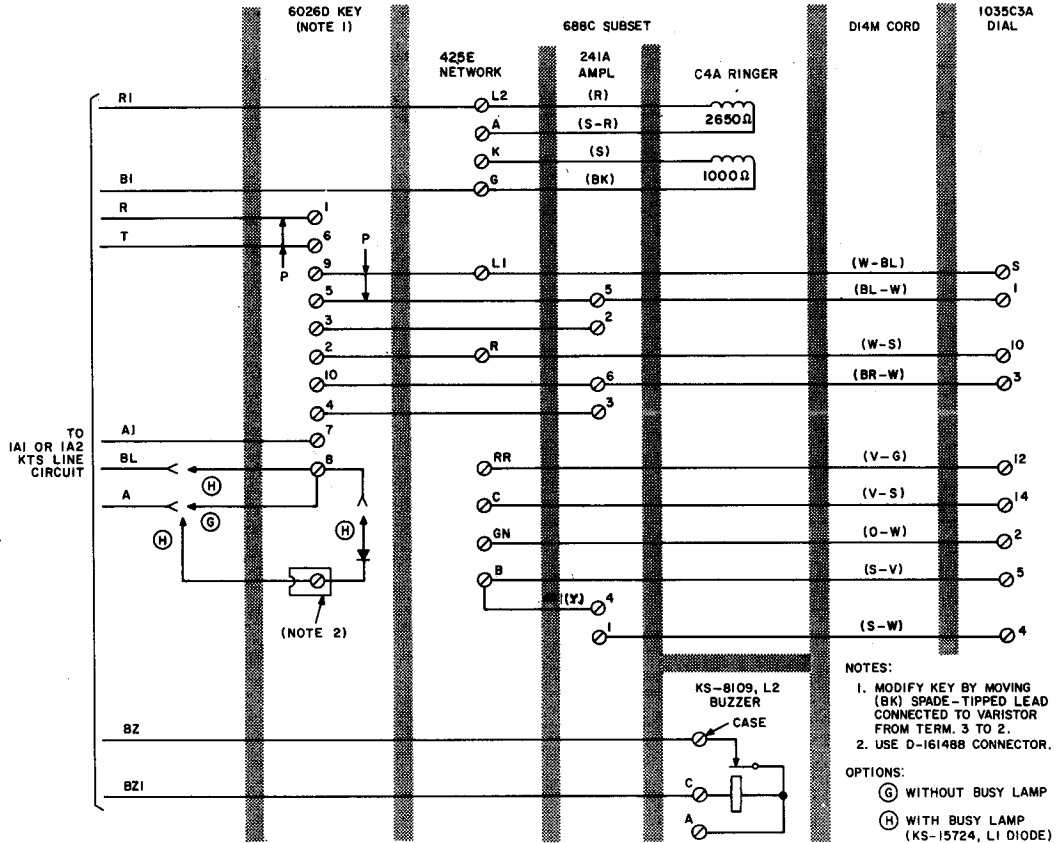 6026D KEY
(NOTE 1)
688C SUBSET
D14M CORD
1035C3A
DIAL
425E
NETWORK
241A
AMPL
C4A RINGER
R1
L2
(R)
2650Ω
A
(S-R)
K
(S)
B1
G
(BK)
1000Ω
R
1
T
6
P
P
9
L1
(W-BL)
S
5
5
(BL-W)
1
3
2
2
R
(W-S)
10
10
6
(BR-W)
3
4
3
TO
1A1 OR 1A2
KTS LINE
CIRCUIT
A1
7
BL
8
H
RR
(V-G)
12
A
G
C
(V-S)
14
H
H
GN
(O-W)
2
B
(S-V)
5
(Y)
4
(NOTE 2)
1
(S-W)
4
KS-8109, L2
BUZZER
CASE
BZ
BZ1
C
A
NOTES:
1. MODIFY KEY BY MOVING
(BK) SPADE-TIPPED LEAD
CONNECTED TO VARISTOR
FROM TERM. 3 TO 2.
2. USE D-161488 CONNECTOR.
OPTIONS:
G WITHOUT BUSY LAMP
H WITH BUSY LAMP
(KS-15724, L1 DIODE)